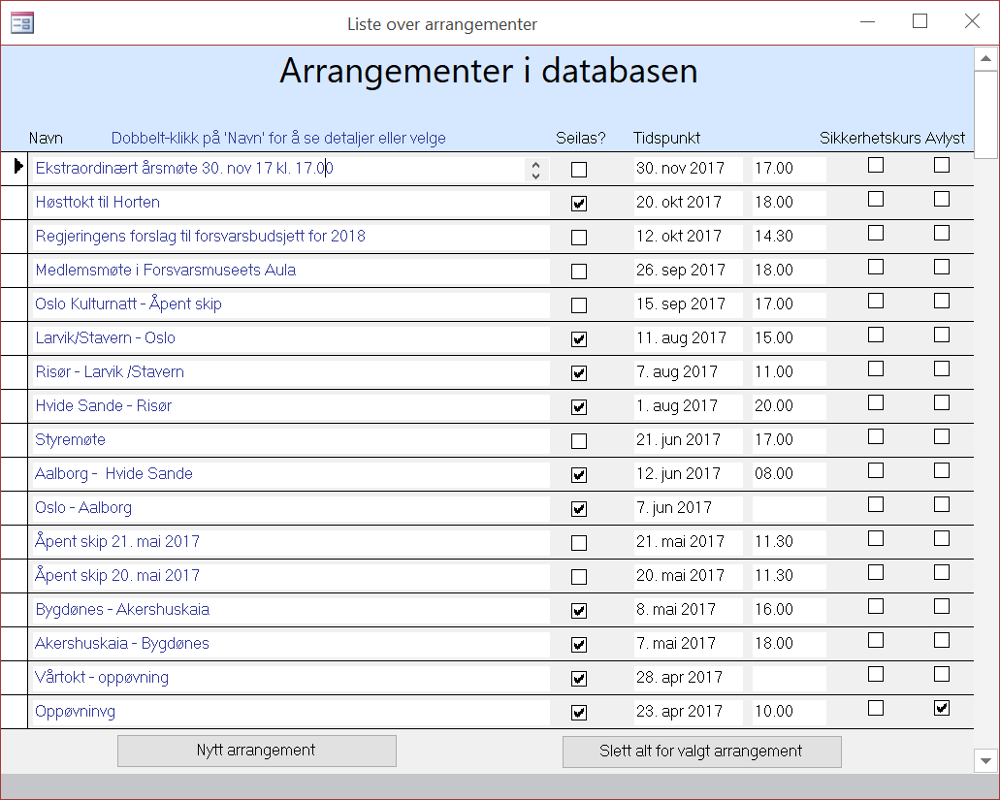 Liste over arrangementer
Arrangementer i databasen
Navn Dobbelt-klikk på 'Navn' for å se detaljer eller velge Seilas? Tidspunkt Sikkerhetskurs Avlyst
Ekstraordinært årsmøte 30. nov 17 kl. 17.00 30. nov 2017 17.00
Høsttokt til Horten 20. okt 2017 18.00
Regjeringens forslag til forsvarsbudsjett for 2018 12. okt 2017 14.30
Medlemsmøte i Forsvarsmuseets Aula 26. sep 2017 18.00
Oslo Kulturnatt - Åpent skip 15. sep 2017 17.00
Larvik/Stavern - Oslo 11. aug 2017 15.00
Risør - Larvik /Stavern 7. aug 2017 11.00
Hvide Sande - Risør 1. aug 2017 20.00
Styremøte 21. jun 2017 17.00
Aalborg - Hvide Sande 12. jun 2017 08.00
Oslo - Aalborg 7. jun 2017
Åpent skip 21. mai 2017 21. mai 2017 11.30
Åpent skip 20. mai 2017 20. mai 2017 11.30
Bygdønes - Akershuskaia 8. mai 2017 16.00
Akershuskaia - Bygdønes 7. mai 2017 18.00
Vårtokt - oppøvning 28. apr 2017
Oppøvninvg 23. apr 2017 10.00
Nytt arrangement Slett alt for valgt arrangement